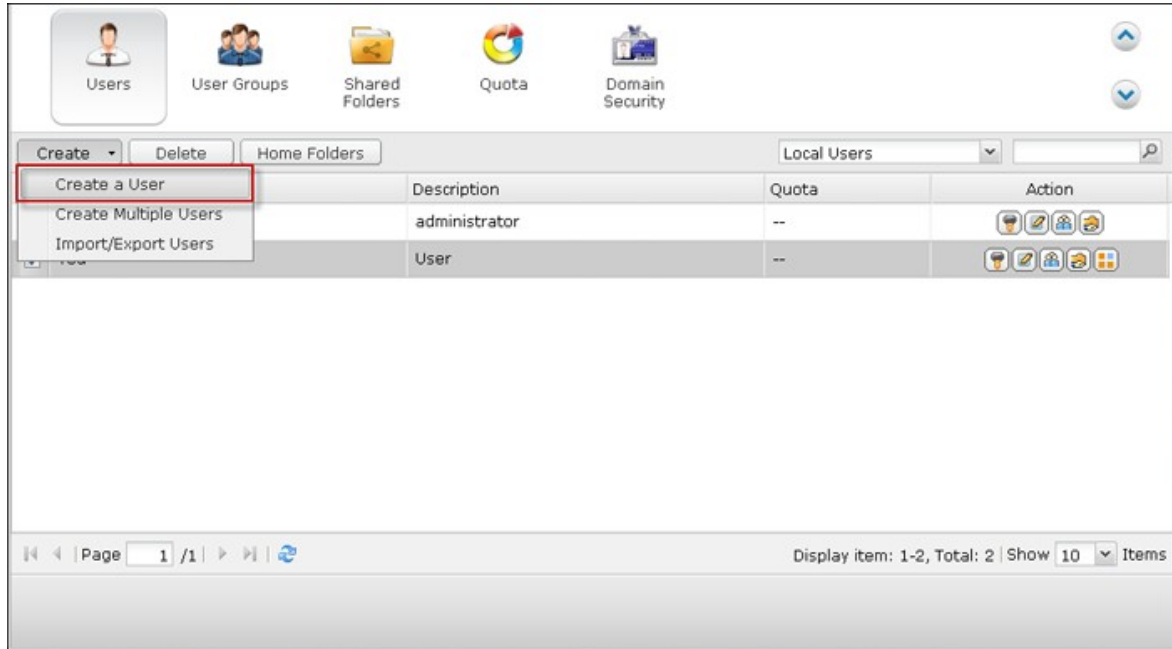 Users
User Groups
Shared
Folders
Quota
Domain
Security
Create
Delete
Home Folders
Local Users
Create a User
Description
Quota
Action
Create Multiple Users
administrator
--
Import/Export Users
User
--
Page 1 /1
Display item: 1-2, Total: 2 Show 10 Items